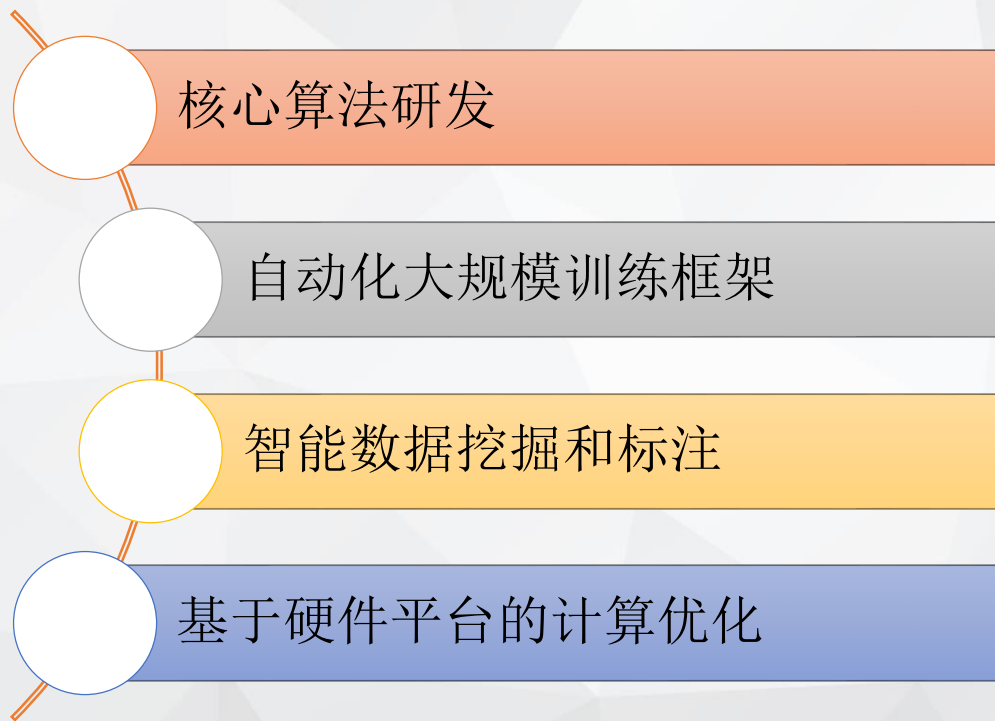 核心算法研发
自动化大规模训练框架
智能数据挖掘和标注
基于硬件平台的计算优化